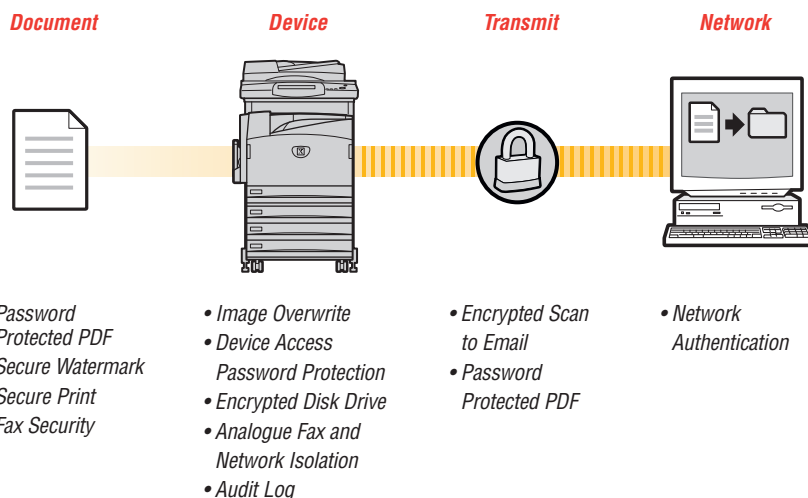 Document
Device
Transmit
Network
Password
Protected PDF
Secure Watermark
Secure Print
Fax Security
• Image Overwrite
• Device Access
Password Protection
• Encrypted Disk Drive
• Analogue Fax and
Network Isolation
• Audit Log
• Encrypted Scan
to Email
• Password
Protected PDF
• Network
Authentication